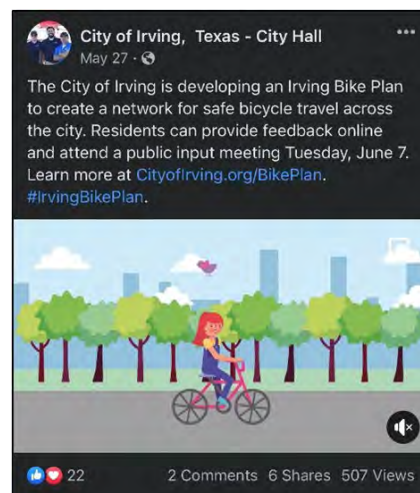 City of Irving, Texas - City Hall
May 27 ·
The City of Irving is developing an Irving Bike Plan
to create a network for safe bicycle travel across
the city. Residents can provide feedback online
and attend a public input meeting Tuesday, June 7.
Learn more at CityofIrving.org/BikePlan.
#IrvingBikePlan.
22 2 Comments 6 Shares 507 Views